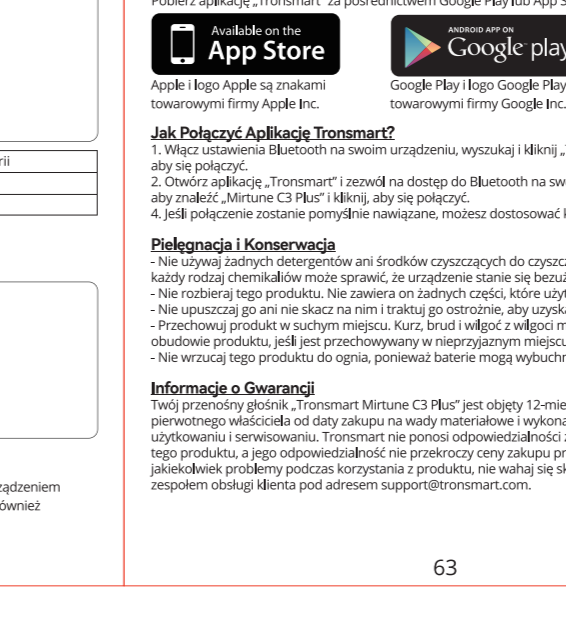 rii
ządzeniem
ównież
Pobierz aplikację „Tronsmart” za pośrednictwem Google Play lub App S
Available on the
App Store
ANDROID APP ON
Google play
Apple i logo Apple są znakami
towarowymi firmy Apple Inc.
Google Play i logo Google Play
towarowymi firmy Google Inc.
Jak Połączyć Aplikację Tronsmart?
1. Włącz ustawienia Bluetooth na swoim urządzeniu, wyszukaj i kliknij „
aby się połączyć.
2. Otwórz aplikację „Tronsmart” i zezwól na dostęp do Bluetooth na swo
aby znaleźć „Mirtune C3 Plus” i kliknij, aby się połączyć.
4. Jeśli połączenie zostanie pomyślnie nawiązane, możesz dostosować k
Pielęgnacja i Konserwacja
- Nie używaj żadnych detergentów ani środków czyszczących do czyszcz
każdy rodzaj chemikaliów może sprawić, że urządzenie stanie się bezuż
- Nie rozbieraj tego produktu. Nie zawiera on żadnych części, które użyt
- Nie upuszczaj go ani nie skacz na nim i traktuj go ostrożnie, aby uzyska
- Przechowuj produkt w suchym miejscu. Kurz, brud i wilgoć z wilgoci m
obudowie produktu, jeśli jest przechowywany w nieprzyjaznym miejscu
- Nie wrzucaj tego produktu do ognia, ponieważ baterie mogą wybuchn
Informacje o Gwarancji
Twój przenośny głośnik „Tronsmart Mirtune C3 Plus” jest objęty 12-mie
pierwotnego właściciela od daty zakupu na wady materiałowe i wykona
użytkowaniu i serwisowaniu. Tronsmart nie ponosi odpowiedzialności z
tego produktu, a jego odpowiedzialność nie przekroczy ceny zakupu pr
jakiekolwiek problemy podczas korzystania z produktu, nie wahaj się sk
zespołem obsługi klienta pod adresem support@tronsmart.com.
63